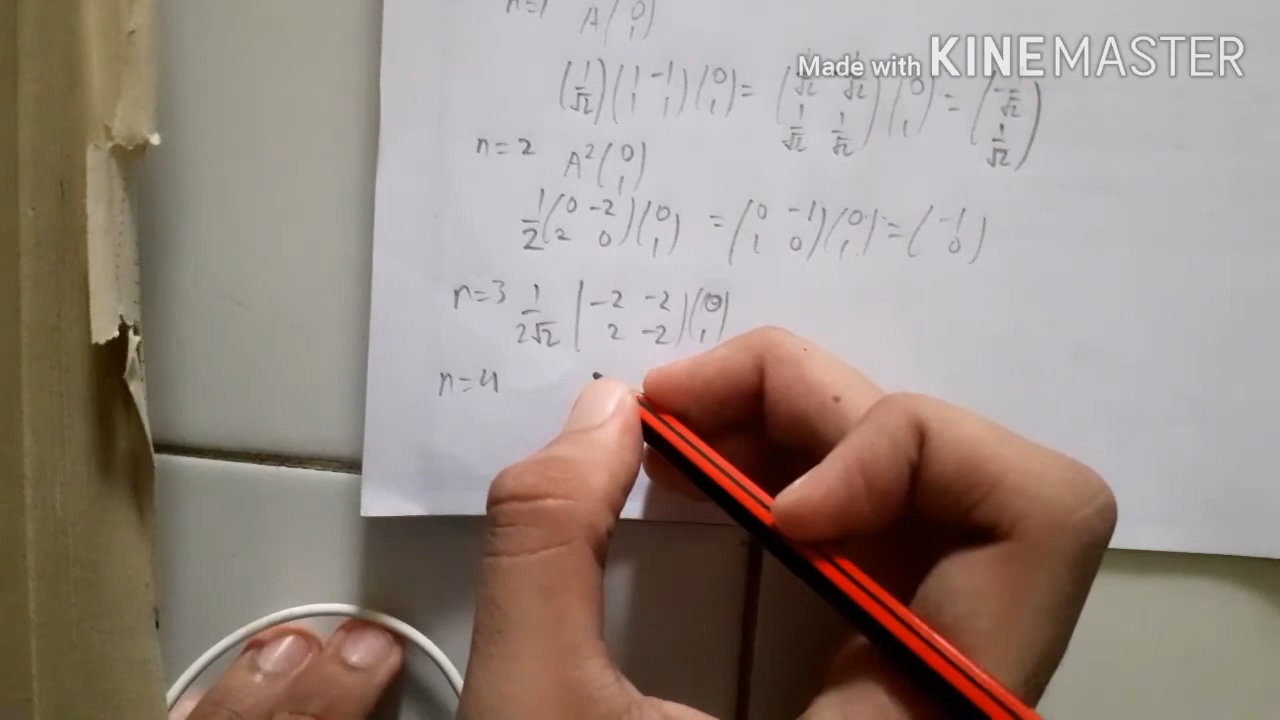 n=1 A(0 1)
Made with KINEMASTER
(1/√2)(1 -1 1 1)(0 1) = (1/√2 -1/√2 1/√2 1/√2)(0 1) = (-1/√2 1/√2)
n=2 A²(0 1)
1/2(0 -2 2 0)(0 1) = (0 -1 1 0)(0 1) = (-1 0)
n=3 1/2√2 (-2 -2 2 -2)(0 1)
n=4